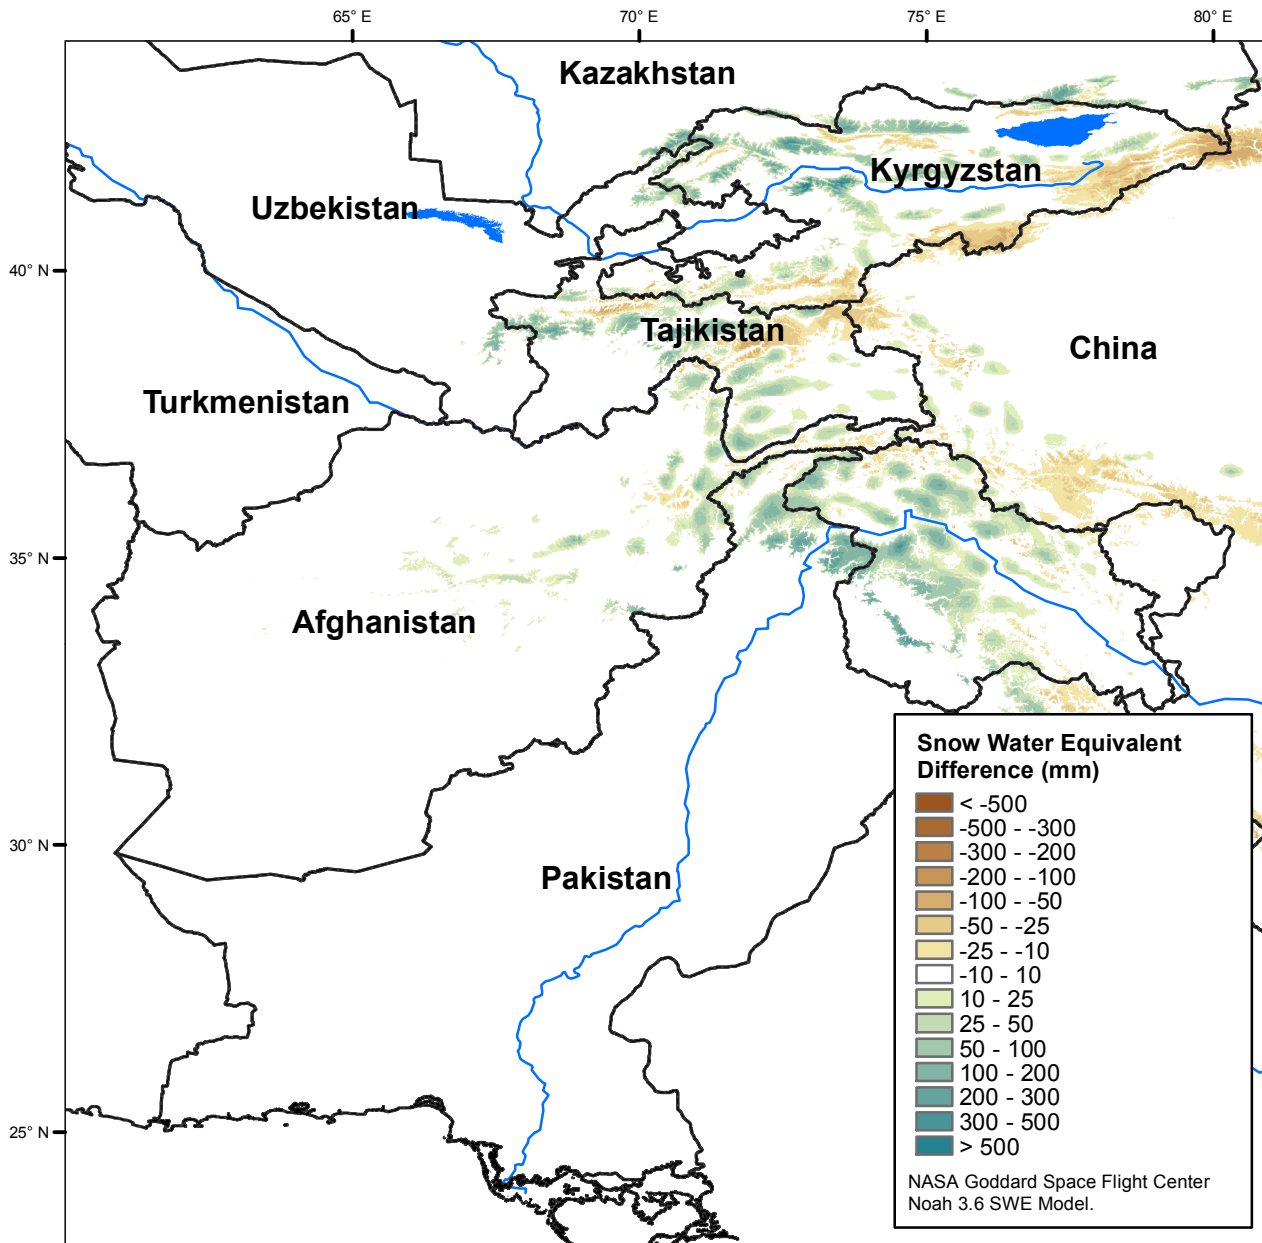 65° E
70° E
75° E
80° E
Kazakhstan
Kyrgyzstan
Uzbekistan
40° N
Tajikistan
China
Turkmenistan
35° N
Afghanistan
Snow Water Equivalent
Difference (mm)
< -500
-500 - -300
-300 - -200
-200 - -100
-100 - -50
-50 - -25
-25 - -10
-10 - 10
10 - 25
25 - 50
50 - 100
100 - 200
200 - 300
300 - 500
> 500
NASA Goddard Space Flight Center
Noah 3.6 SWE Model.
30° N
Pakistan
25° N